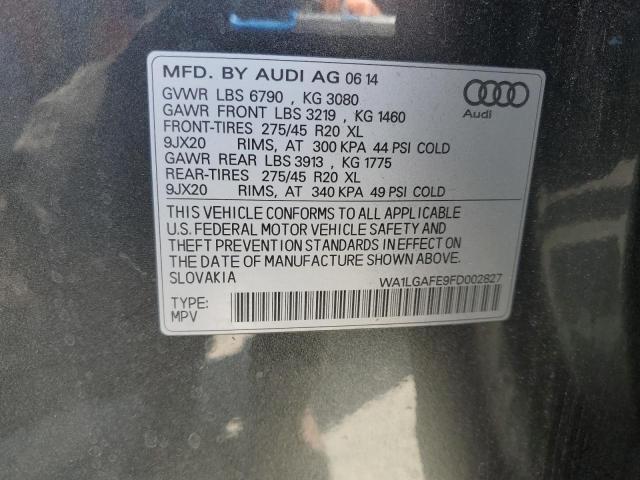 MFD. BY AUDI AG 06 14
GVWR LBS 6790 , KG 3080
GAWR FRONT LBS 3219 , KG 1460
FRONT-TIRES 275/45 R20 XL
9JX20 RIMS, AT 300 KPA 44 PSI COLD
GAWR REAR LBS 3913 , KG 1775
REAR-TIRES 275/45 R20 XL
9JX20 RIMS, AT 340 KPA 49 PSI COLD
Audi
THIS VEHICLE CONFORMS TO ALL APPLICABLE
U.S. FEDERAL MOTOR VEHICLE SAFETY AND
THEFT PREVENTION STANDARDS IN EFFECT ON
THE DATE OF MANUFACTURE SHOWN ABOVE.
SLOVAKIA
WA1LGAFE9FD002827
TYPE:
MPV